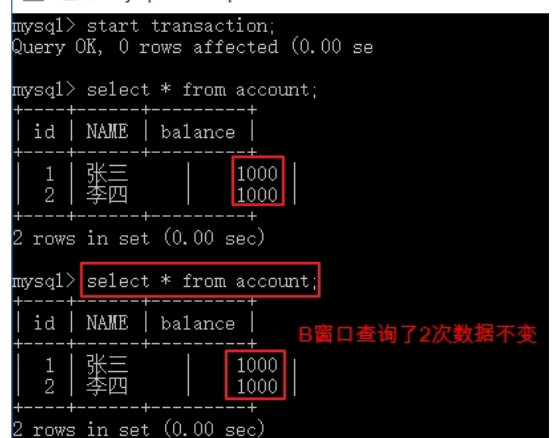 mysql> start transaction;
Query OK, 0 rows affected (0.00 se
mysql> select * from account;
+----+------+---------+
| id | NAME | balance |
+----+------+---------+
| 1 | 张三 | 1000 |
| 2 | 李四 | 1000 |
+----+------+---------+
2 rows in set (0.00 sec)
mysql> select * from account;
+----+------+---------+
| id | NAME | balance |
+----+------+---------+
B窗口查询了2次数据不变
| 1 | 张三 | 1000 |
| 2 | 李四 | 1000 |
+----+------+---------+
2 rows in set (0.00 sec)